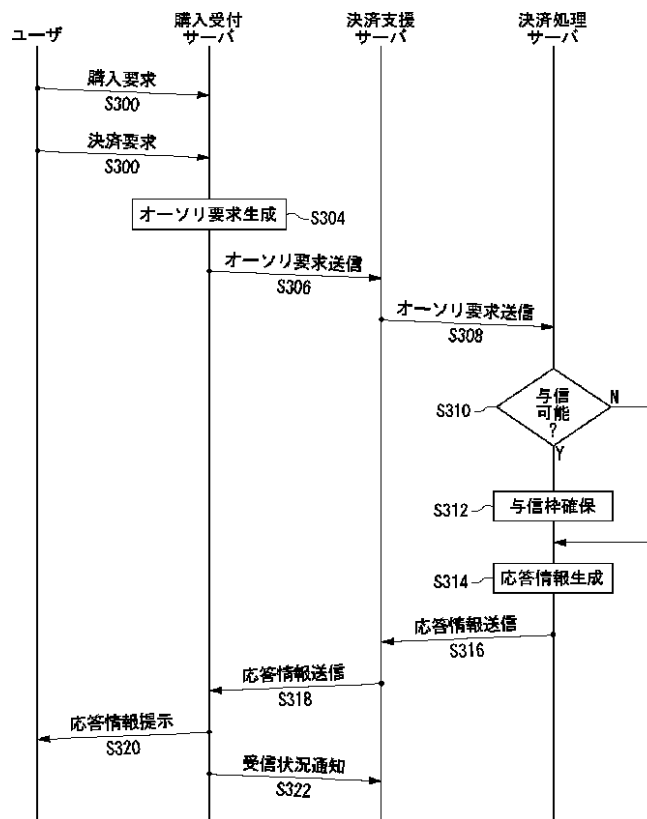 ユーザ
購入受付
サーバ
決済支援
サーバ
決済処理
サーバ
購入要求
S300
決済要求
S300
オーソリ要求生成
S304
オーソリ要求送信
S306
オーソリ要求送信
S308
与信
可能
?
S310
N
Y
S312
与信枠確保
S314
応答情報生成
応答情報送信
S316
応答情報送信
S318
応答情報提示
S320
受信状況通知
S322